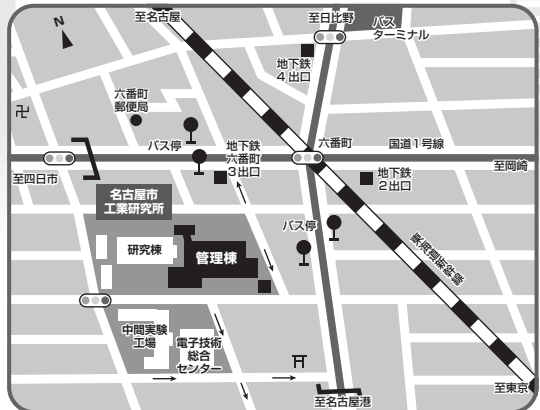 至名古屋
至日比野
バス
ターミナル
N
地下鉄
4出口
六番町
郵便局
卍
バス停
地下鉄
六番町
3出口
六番町
国道1号線
至四日市
至岡崎
地下鉄
2出口
名古屋市
工業研究所
バス停
研究棟
管理棟
東海道新幹線
中間実験
工場
電子技術
総合
センター
至東京
至名古屋港